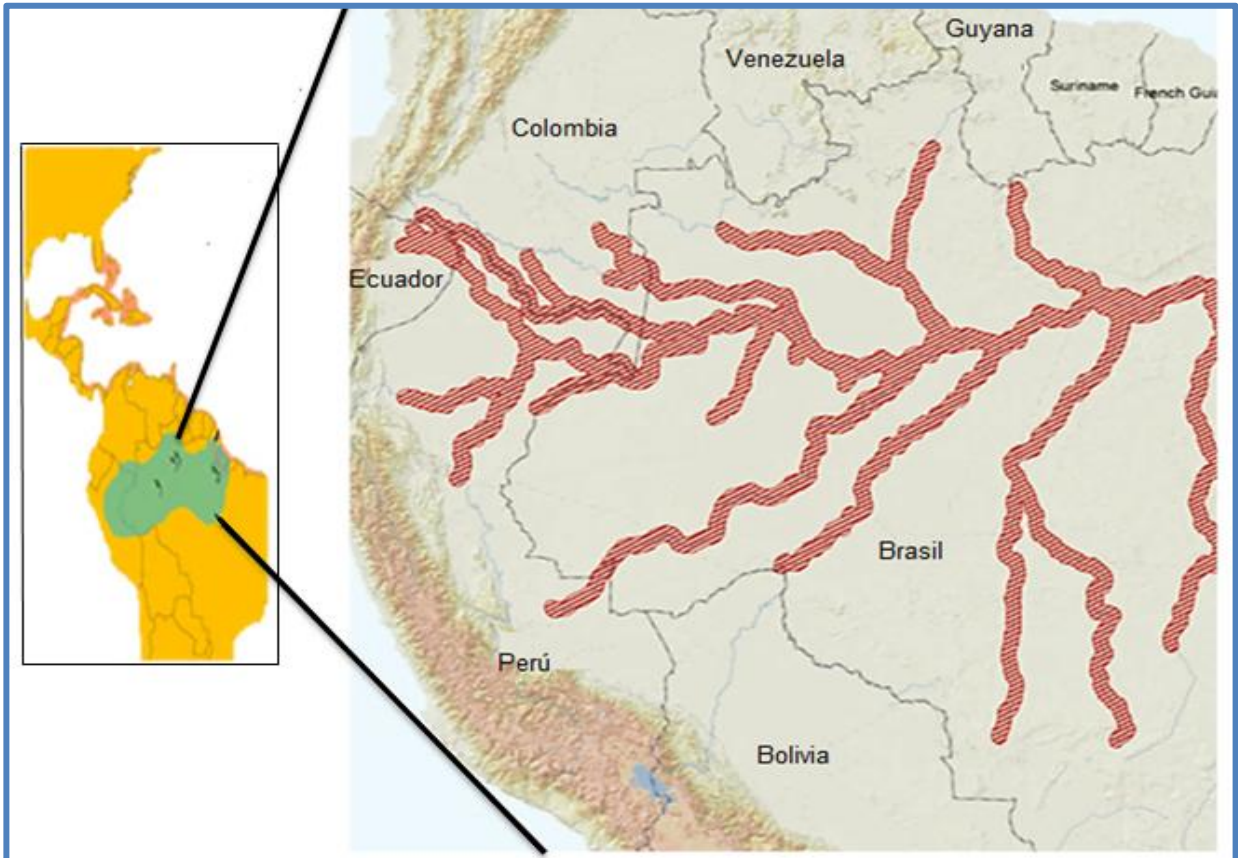 Guyana
Venezuela
Suriname
French Gui
Colombia
Ecuador
Brasil
Perú
Bolivia